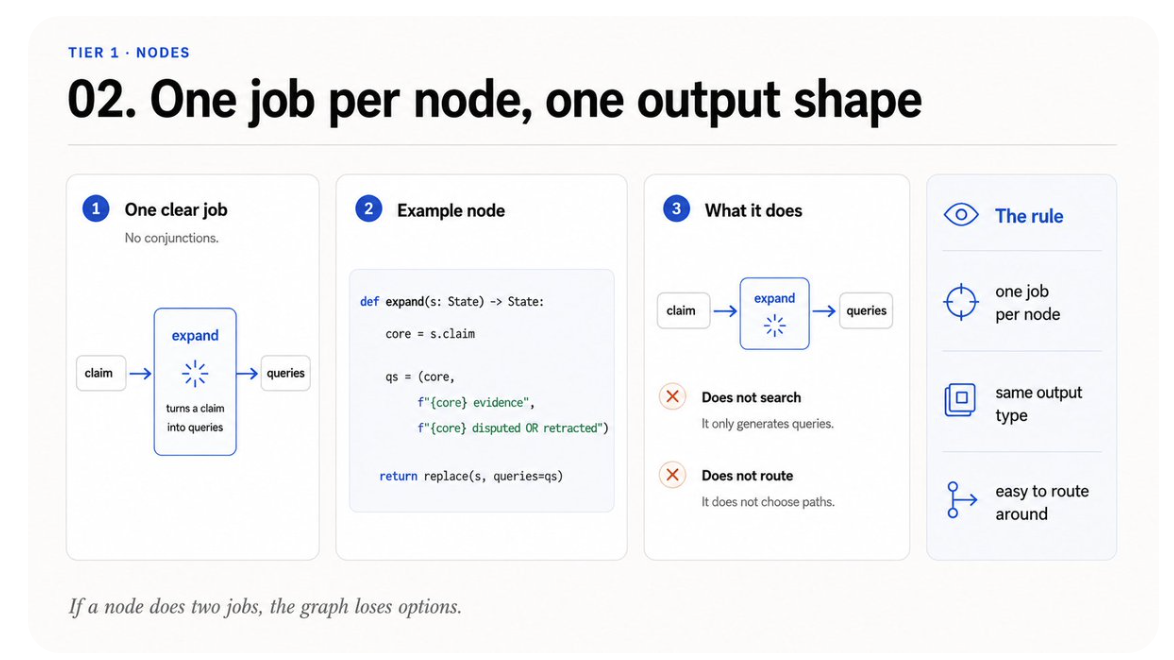 TIER 1 · NODES
02. One job per node, one output shape
1
One clear job
No conjunctions.
claim
expand
turns a claim
into queries
queries
2
Example node
def expand(s: State) -> State:
core = s.claim
qs = (core,
f"{core} evidence",
f"{core} disputed OR retracted")
return replace(s, queries=qs)
3
What it does
claim
expand
queries
Does not search
It only generates queries.
Does not route
It does not choose paths.
The rule
one job
per node
same output
type
easy to route
around
If a node does two jobs, the graph loses options.